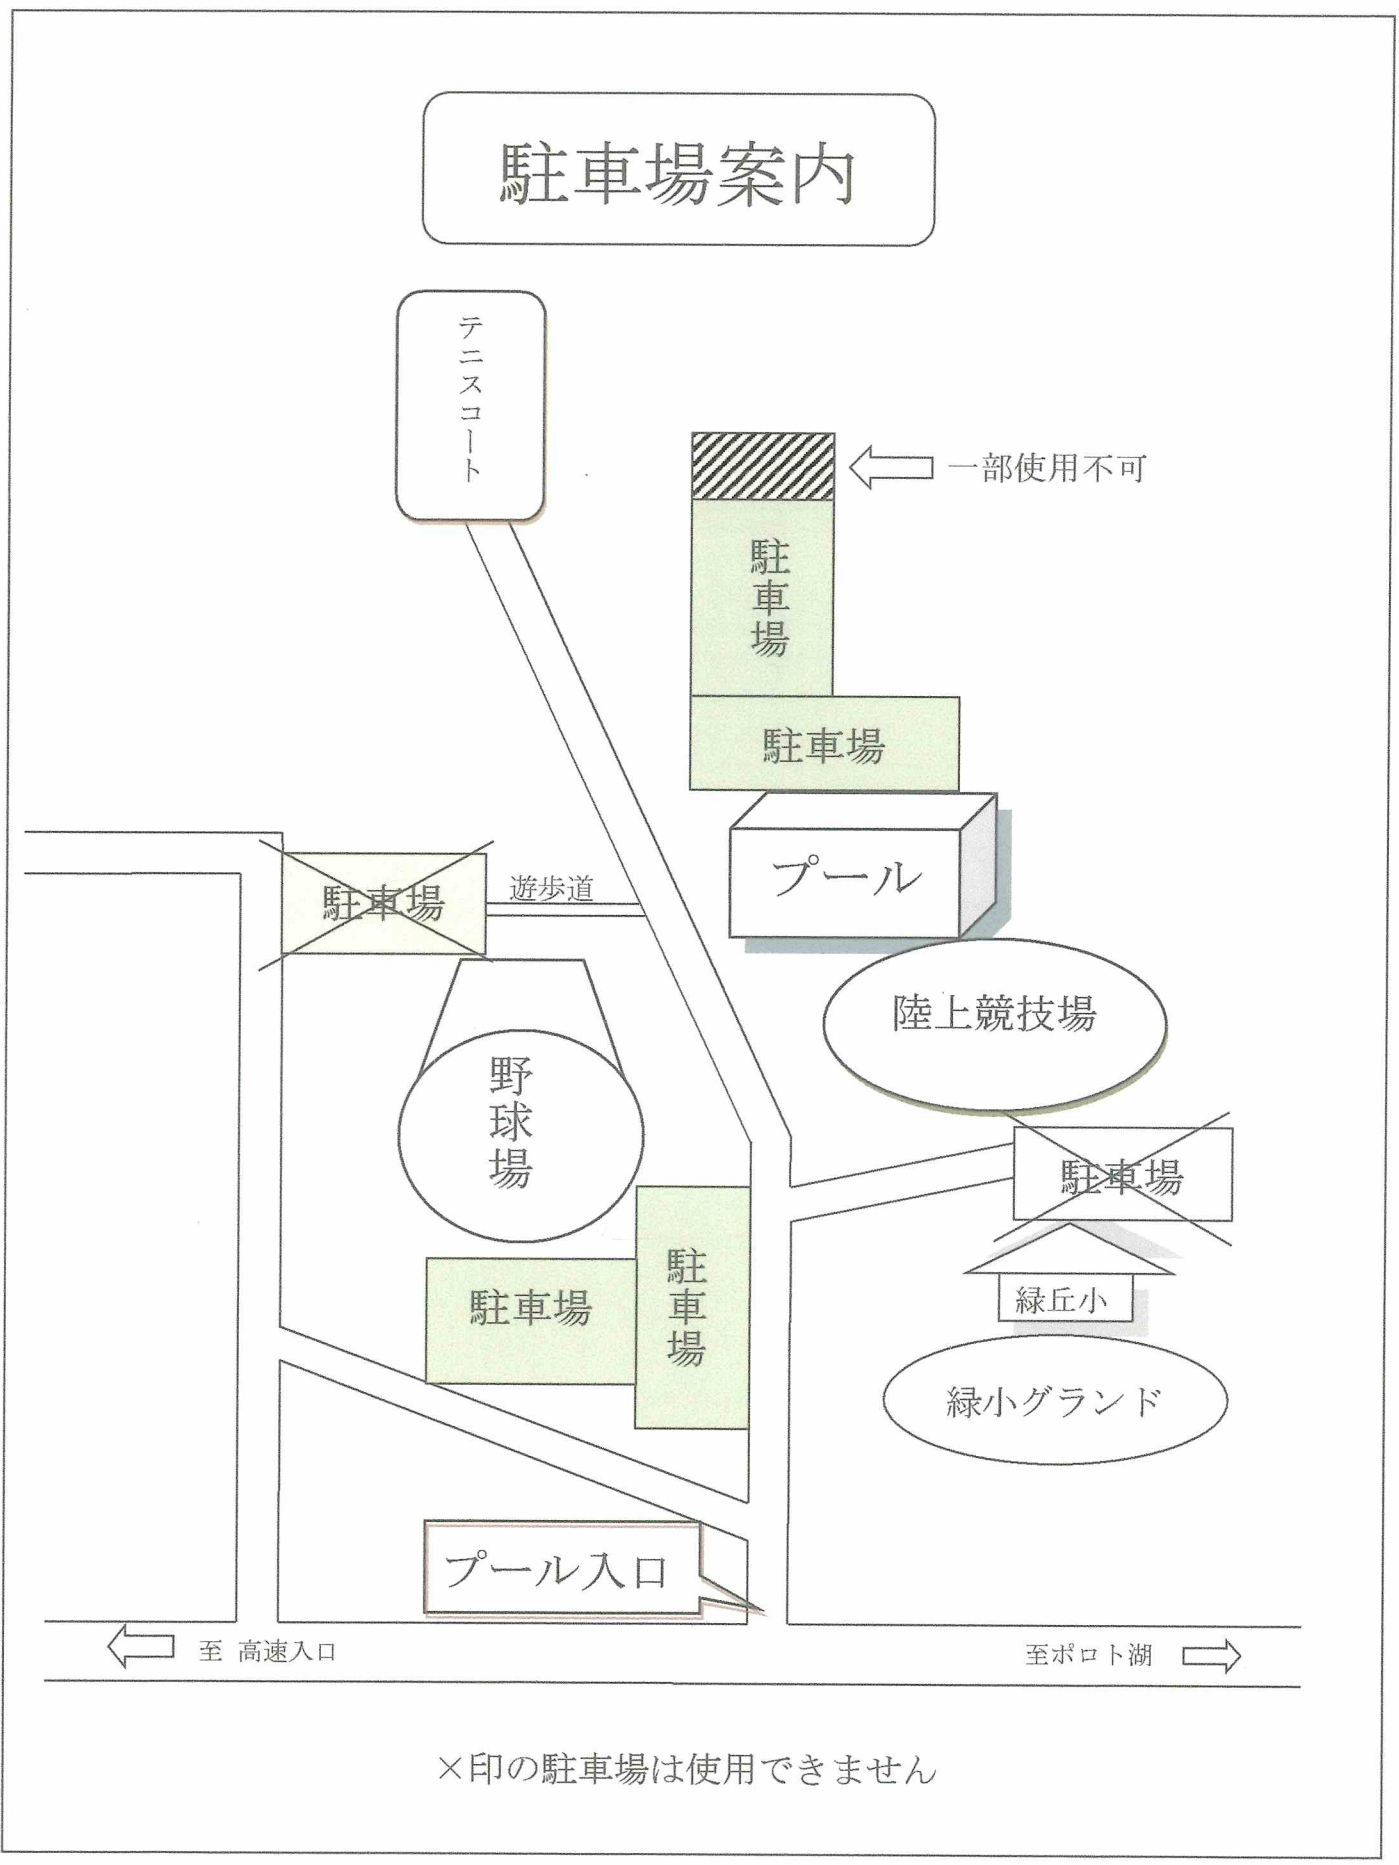 駐車場案内
テニスコート
一部使用不可
駐車場
駐車場
プール
駐車場
遊歩道
陸上競技場
野球場
駐車場
駐車場
駐車場
緑丘小
緑小グランド
プール入口
至 高速入口
至ポロト湖
×印の駐車場は使用できません